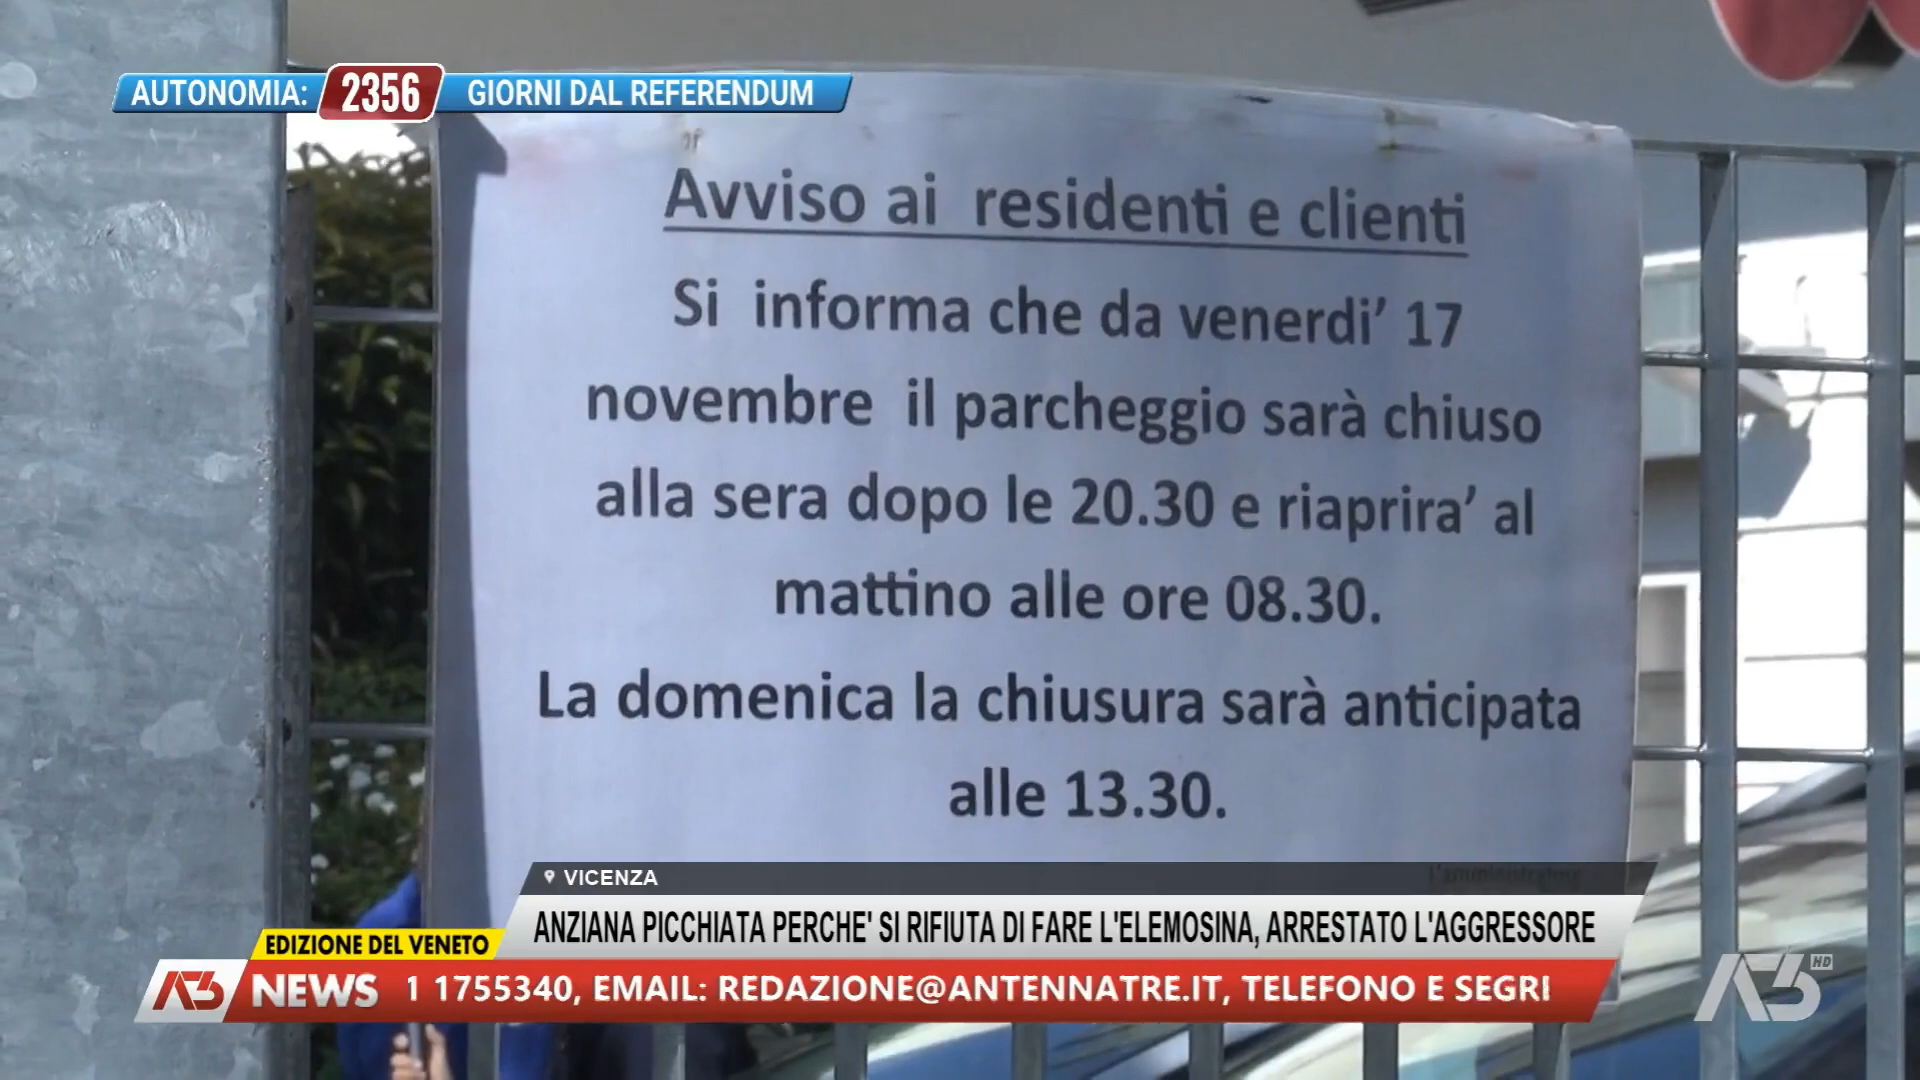 AUTONOMIA: 2356 GIORNI DAL REFERENDUM
Avviso ai residenti e clienti
Si informa che da venerdi’ 17
novembre il parcheggio sarà chiuso
alla sera dopo le 20.30 e riaprira’ al
mattino alle ore 08.30.
La domenica la chiusura sarà anticipata
alle 13.30.
VICENZA
ANZIANA PICCHIATA PERCHE' SI RIFIUTA DI FARE L'ELEMOSINA, ARRESTATO L'AGGRESSORE
EDIZIONE DEL VENETO
A3 NEWS 1 1755340, EMAIL: REDAZIONE@ANTENNATRE.IT, TELEFONO E SEGRI
A3 HD